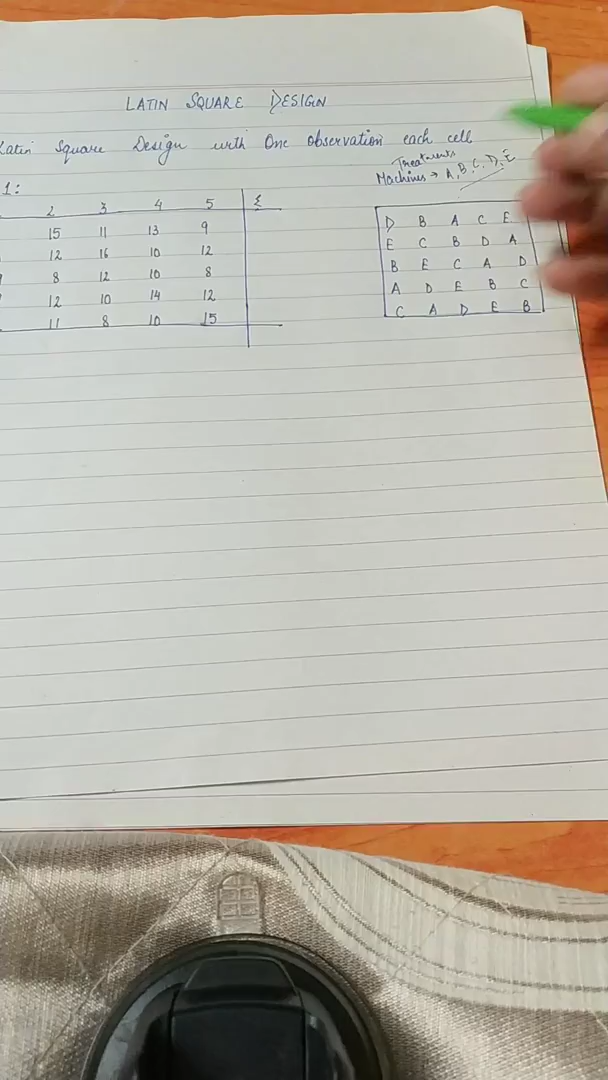 LATIN SQUARE DESIGN
Latin Square Design with One observation each cell
Treatments
Machines → A, B, C, D, E
1:
2 3 4 5 Σ
15 11 13 9
12 16 10 12
8 12 10 8
12 10 14 12
11 8 10 15
D B A C E
E C B D A
B E C A D
A D E B C
C A D E B